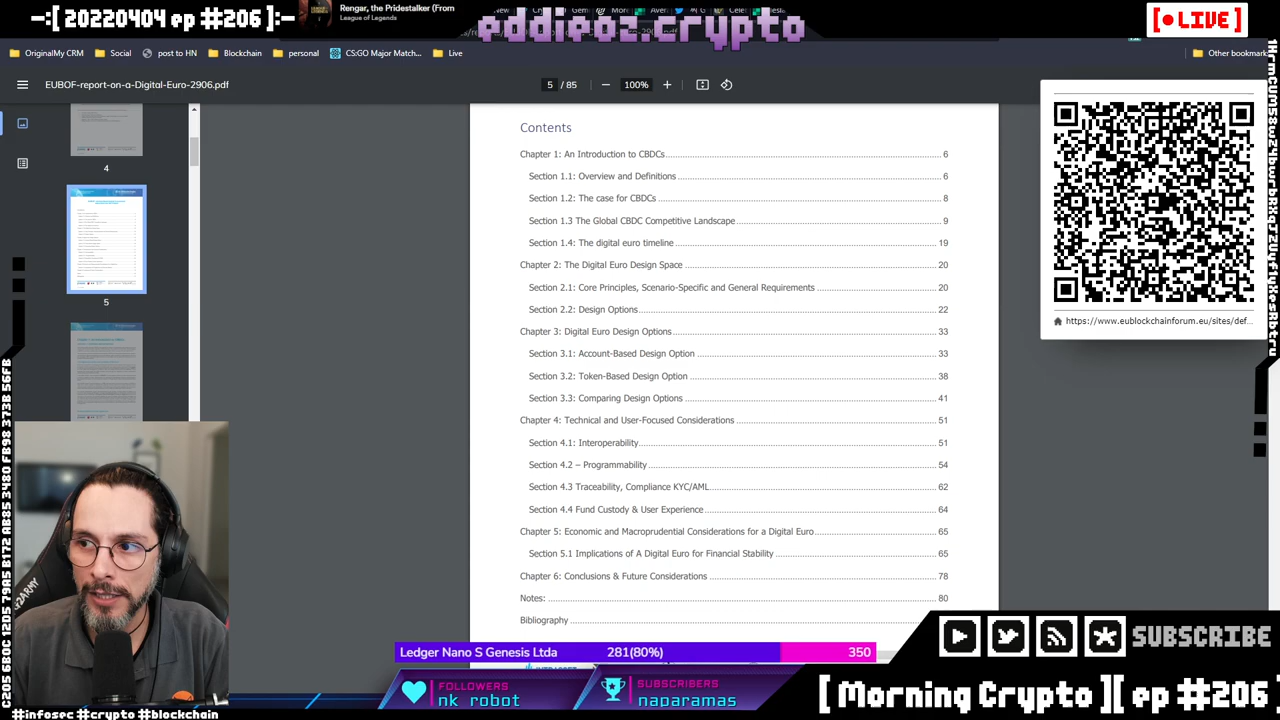 -:[ 20220404 ep #206]:-
Rengar, the Pridestalker (From
League of Legends
eddieoz.crypto
[● LIVE ]
Oxygen OTM
Social
post to HN
Blockchain
personal
CS:GO Major Match...
Live
Other bookmark
EUBOF-report-on-a-Digital-Euro-2906.pdf
5 / 85
100%
4
5
Contents
Chapter 1: An Introduction to CBDCs 6
Section 1.1: Overview and Definitions 6
Section 1.2: The case for CBDCs 8
Section 1.3 The Global CBDC Competitive Landscape
Section 1.4: The digital euro timeline
Chapter 2: The Digital Euro Design Space
Section 2.1: Core Principles, Scenario-Specific and General Requirements 20
Section 2.2: Design Options 22
Chapter 3: Digital Euro Design Options 33
Section 3.1: Account-Based Design Option 33
Section 3.2: Token-Based Design Option 38
Section 3.3: Comparing Design Options 41
Chapter 4: Technical and User-Focused Considerations 51
Section 4.1: Interoperability 51
Section 4.2 – Programmability 54
Section 4.3 Traceability, Compliance KYC/AML 62
Section 4.4 Fund Custody & User Experience 64
Chapter 5: Economic and Macroprudential Considerations for a Digital Euro 65
Section 5.1 Implications of A Digital Euro for Financial Stability 65
Chapter 6: Conclusions & Future Considerations 78
Notes: 80
Bibliography
https://www.eublockchainforum.eu/sites/def...
SUBSCRIBE
Ledger Nano S Genesis Ltda 281(80%) 350
FOLLOWERS
nk_robot
SUBSCRIBERS
naparamas
[ Morning Crypto ][ ep #206 ]
#crypto #blockchain